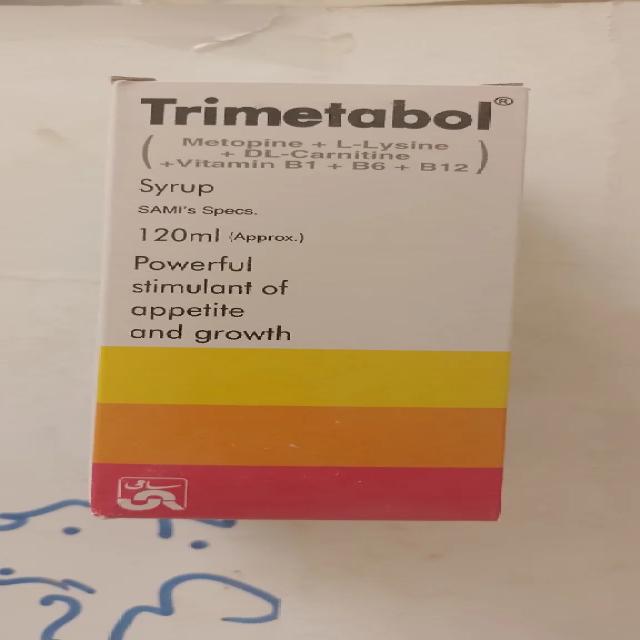 Trimetabol®
( Metopine + L-Lysine
+ DL-Carnitine
+Vitamin B1 + B6 + B12 )
Syrup
SAMI's Specs.
120ml (Approx.)
Powerful
stimulant of
appetite
and growth
سامی